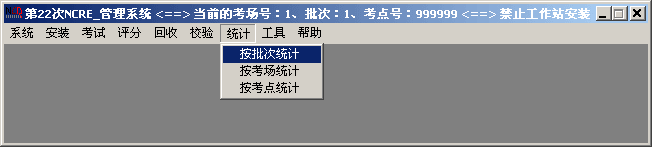 第22次NCRE_管理系统 <==> 当前的考场号：1、批次：1、考点号：999999 <==> 禁止工作站安装
系统 安装 考试 评分 回收 校验 统计 工具 帮助
按批次统计
按考场统计
按考点统计